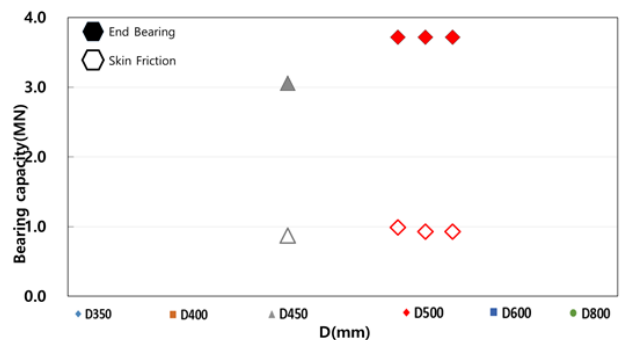 4.0
End Bearing
Skin Friction
3.0
2.0
1.0
0.0
Bearing capacity(MN)
D350 D400 D450 D500 D600 D800
D(mm)